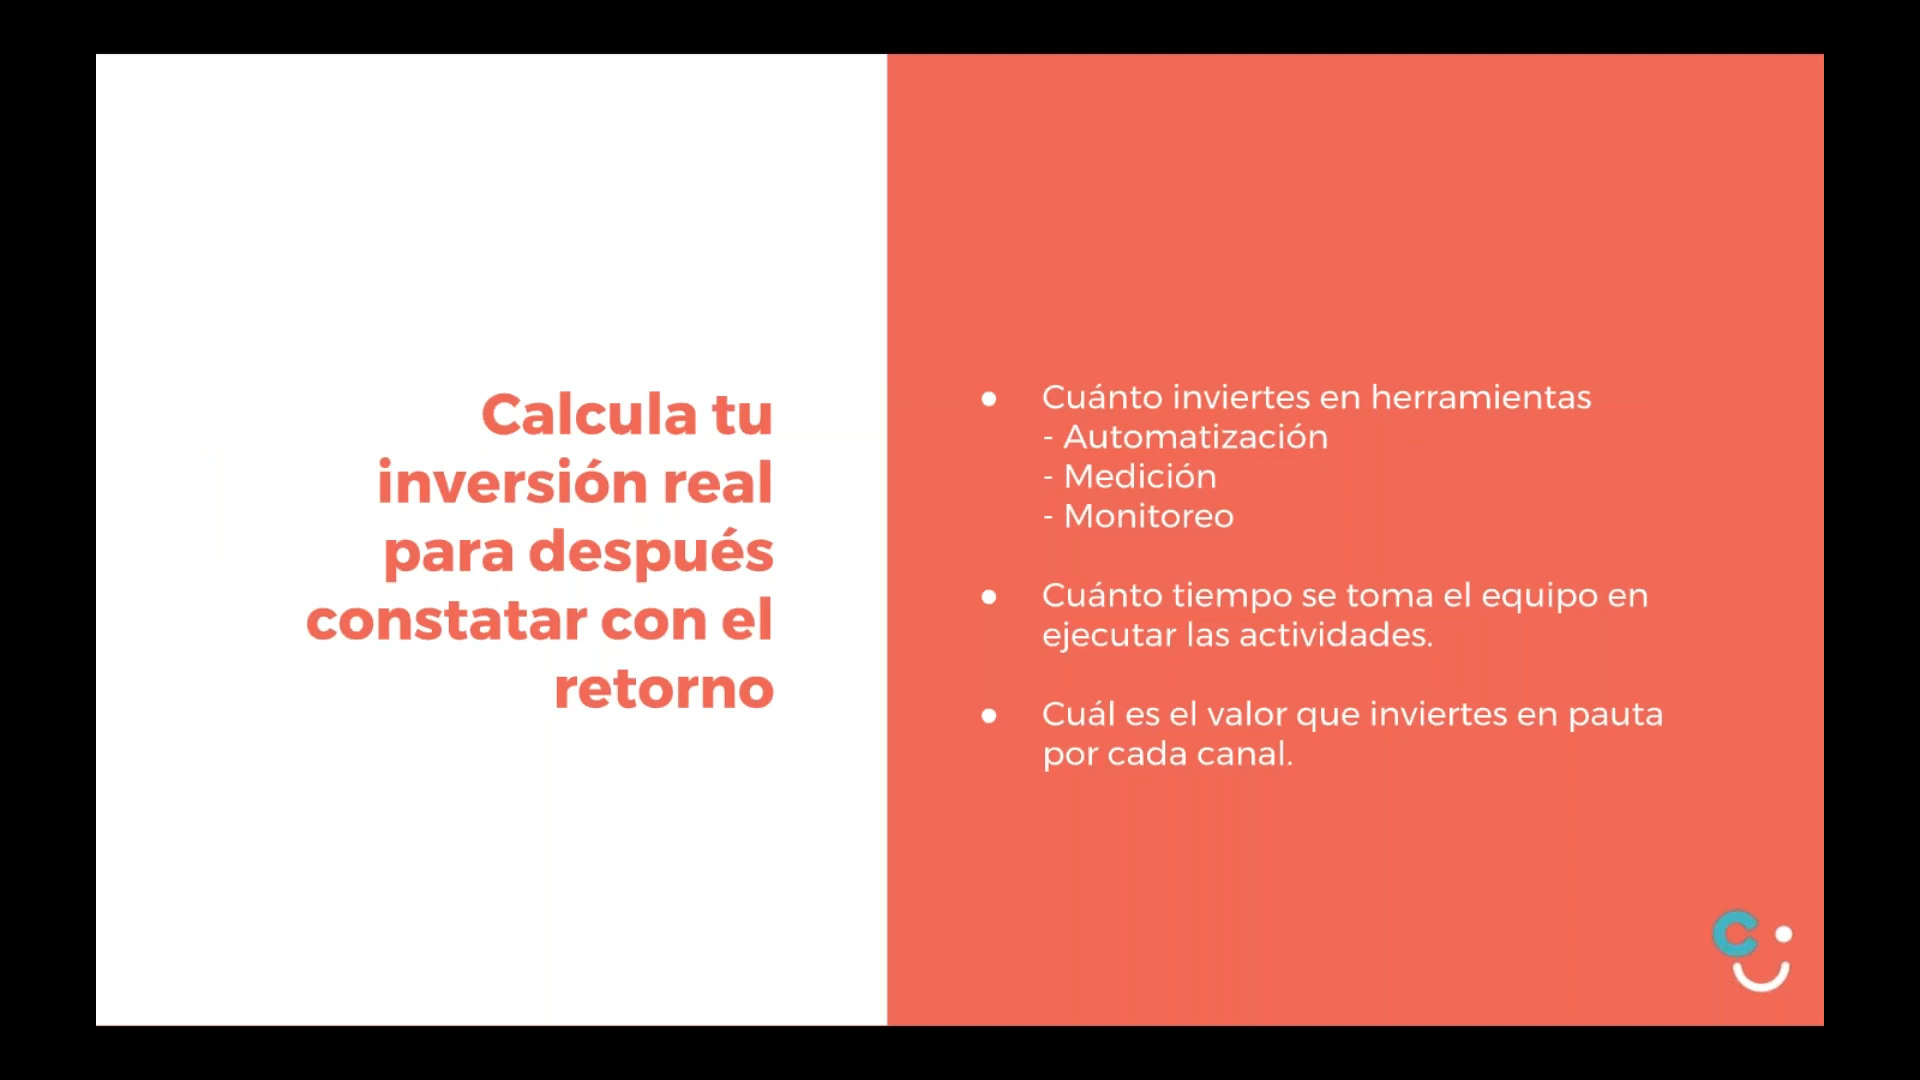 Calcula tu
inversión real
para después
constatar con el
retorno
● Cuánto inviertes en herramientas
- Automatización
- Medición
- Monitoreo
● Cuánto tiempo se toma el equipo en
ejecutar las actividades.
● Cuál es el valor que inviertes en pauta
por cada canal.
c